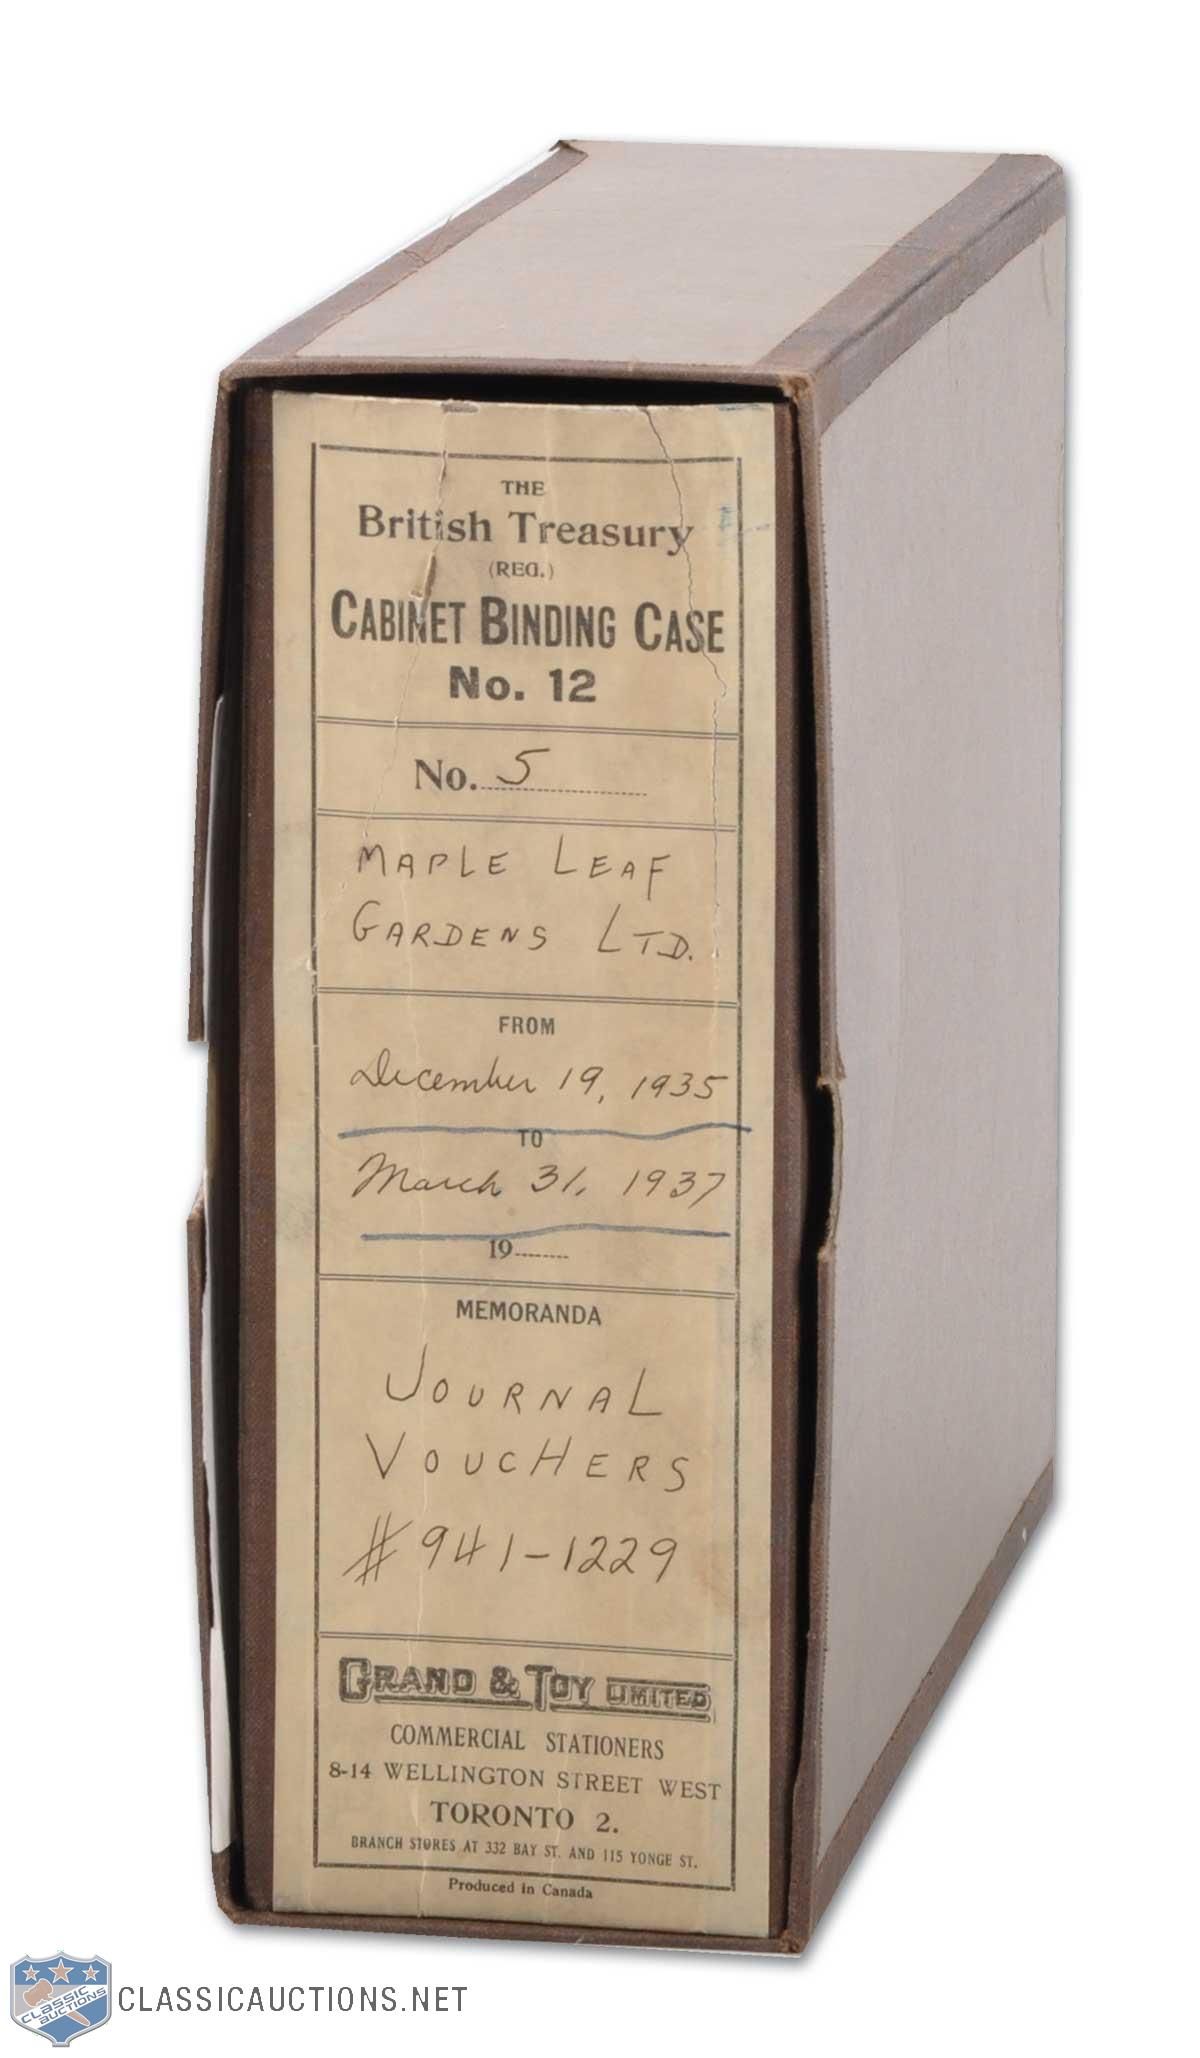 THE
British Treasury
(REG.)
CABINET BINDING CASE
No. 12
No. 5
MAPLE LEAF
GARDENS LTD.
FROM
December 19, 1935
TO
March 31, 1937
19
MEMORANDA
JOURNAL
VOUCHERS
#941-1229
GRAND & TOY LIMITED
COMMERCIAL STATIONERS
8-14 WELLINGTON STREET WEST
TORONTO 2.
BRANCH STORES AT 332 BAY ST. AND 115 YONGE ST.
Produced in Canada
CLASSIC
AUCTIONS
CLASSICAUCTIONS.NET